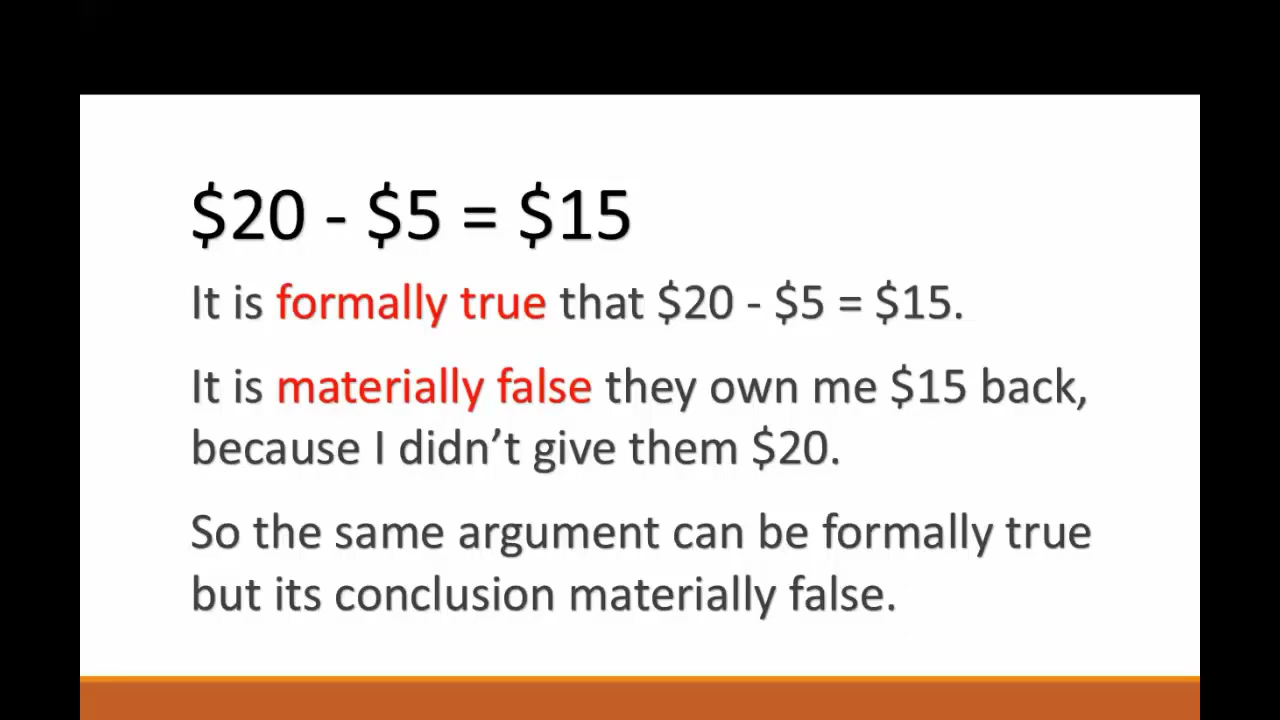 $20 - $5 = $15
It is formally true that $20 - $5 = $15.
It is materially false they own me $15 back,
because I didn’t give them $20.
So the same argument can be formally true
but its conclusion materially false.